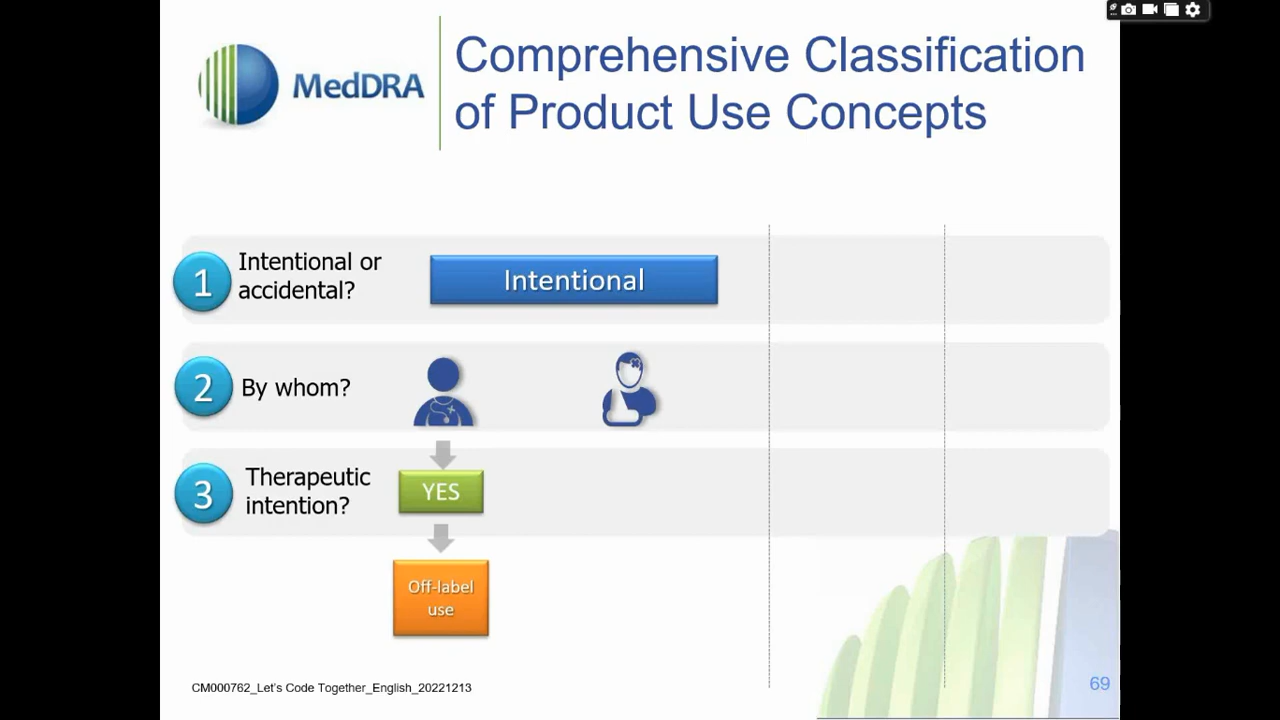 MedDRA
Comprehensive Classification
of Product Use Concepts
1
Intentional or
accidental?
Intentional
2
By whom?
3
Therapeutic
intention?
YES
Off-label
use
CM000762_Let's Code Together_English_20221213
69